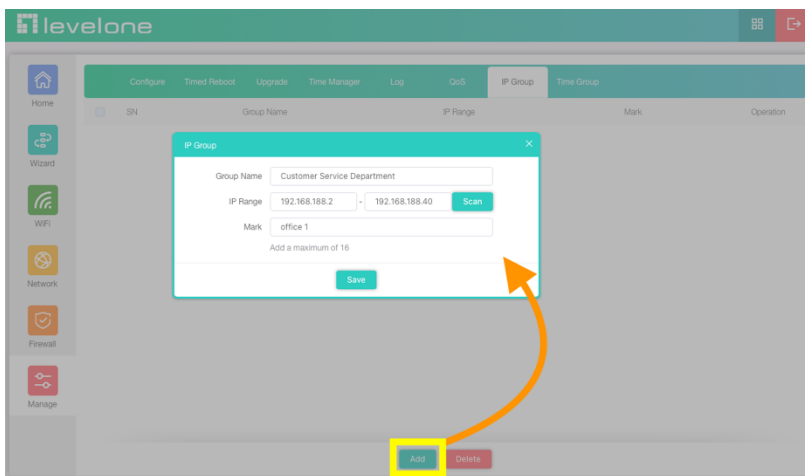 levelone
Configure Timed Reboot Upgrade Time Manager Log QoS IP Group Time Group
Home
SN Group Name IP Range Mark Operation
IP Group
Wizard
Group Name Customer Service Department
IP Range 192.168.188.2 - 192.168.188.40 Scan
WiFi
Mark office 1
Add a maximum of 16
Network
Save
Firewall
Manage
Add Delete